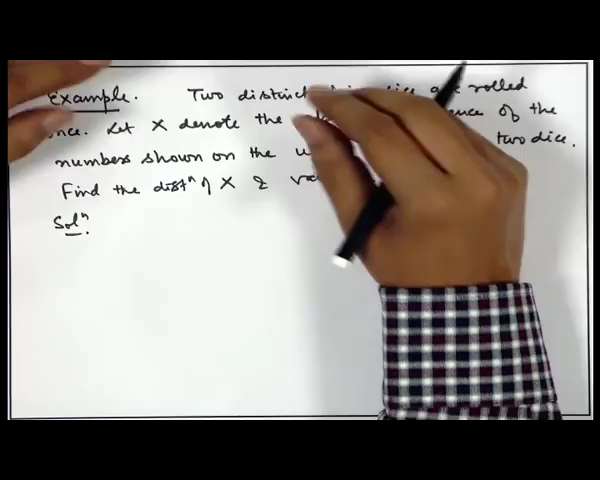 Example. Two distinct dice are rolled
once. Let X denote the of the
numbers shown on the two dice.
Find the distⁿ of X &
Solⁿ.